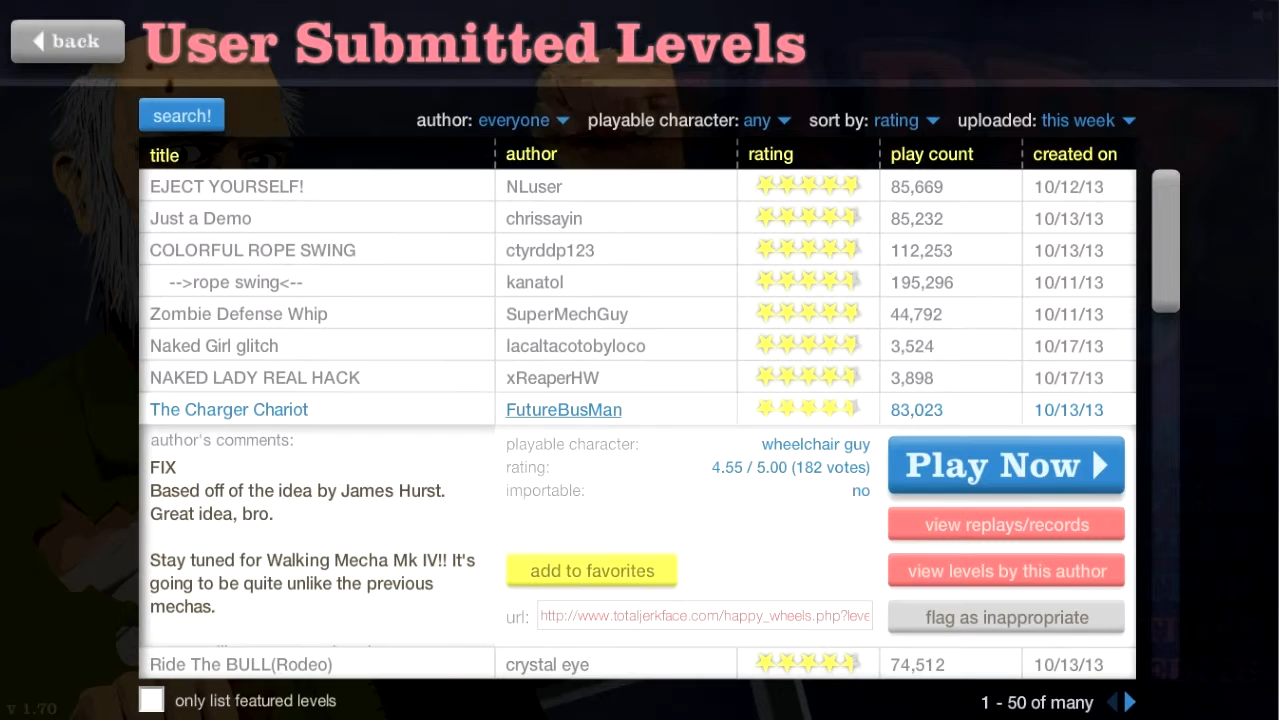 back
User Submitted Levels
search!
author: everyone playable character: any sort by: rating uploaded: this week
title author rating play count created on
EJECT YOURSELF! NLuser 85,669 10/12/13
Just a Demo chrissayin 85,232 10/13/13
COLORFUL ROPE SWING ctyrddp123 112,253 10/13/13
-->rope swing<-- kanatol 195,296 10/11/13
Zombie Defense Whip SuperMechGuy 44,792 10/11/13
Naked Girl glitch lacaltacotobyloco 3,524 10/17/13
NAKED LADY REAL HACK xReaperHW 3,898 10/17/13
The Charger Chariot FutureBusMan 83,023 10/13/13
author's comments:
FIX
Based off of the idea by James Hurst.
Great idea, bro.
Stay tuned for Walking Mecha Mk IV!! It's
going to be quite unlike the previous
mechas.
playable character: wheelchair guy
rating: 4.55 / 5.00 (182 votes)
importable: no
add to favorites
url: http://www.totaljerkface.com/happy_wheels.php?leve
Play Now
view replays/records
view levels by this author
flag as inappropriate
Ride The BULL(Rodeo) crystal eye 74,512 10/13/13
only list featured levels
1 - 50 of many
v 1.70